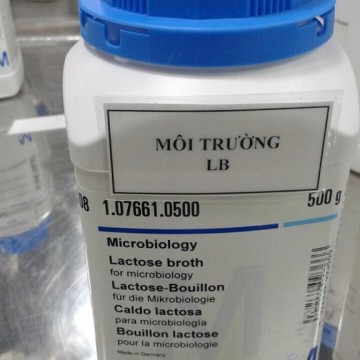 MÔI TRƯỜNG
LB
08 1.07661.0500 500 g
Microbiology
Lactose broth
for microbiology
Lactose-Bouillon
für die Mikrobiologie
Caldo lactosa
para microbiología
Bouillon lactose
pour la microbiologie
Made in Germany